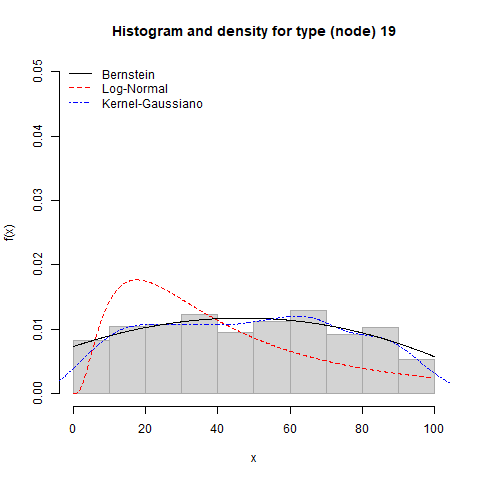 Histogram and density for type (node) 19
Bernstein
Log-Normal
Kernel-Gaussiano
f(x)
0.05
0.04
0.03
0.02
0.01
0.00
0 20 40 60 80 100
x